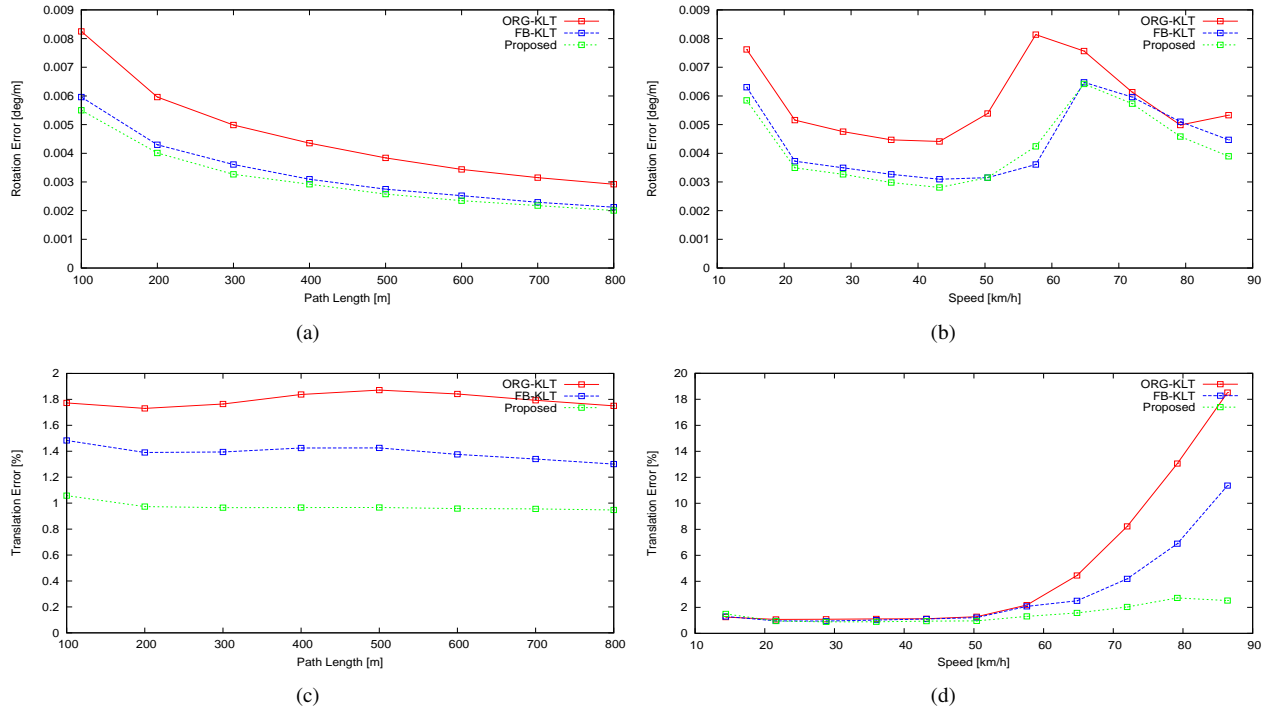 0.009
0.008
0.007
0.006
0.005
0.004
0.003
0.002
0.001
0
Rotation Error [deg/m]
100 200 300 400 500 600 700 800
Path Length [m]
ORG-KLT
FB-KLT
Proposed
(a)
0.009
0.008
0.007
0.006
0.005
0.004
0.003
0.002
0.001
0
Rotation Error [deg/m]
10 20 30 40 50 60 70 80 90
Speed [km/h]
ORG-KLT
FB-KLT
Proposed
(b)
2
1.8
1.6
1.4
1.2
1
0.8
0.6
0.4
0.2
0
Translation Error [%]
100 200 300 400 500 600 700 800
Path Length [m]
ORG-KLT
FB-KLT
Proposed
(c)
20
18
16
14
12
10
8
6
4
2
0
Translation Error [%]
10 20 30 40 50 60 70 80 90
Speed [km/h]
ORG-KLT
FB-KLT
Proposed
(d)